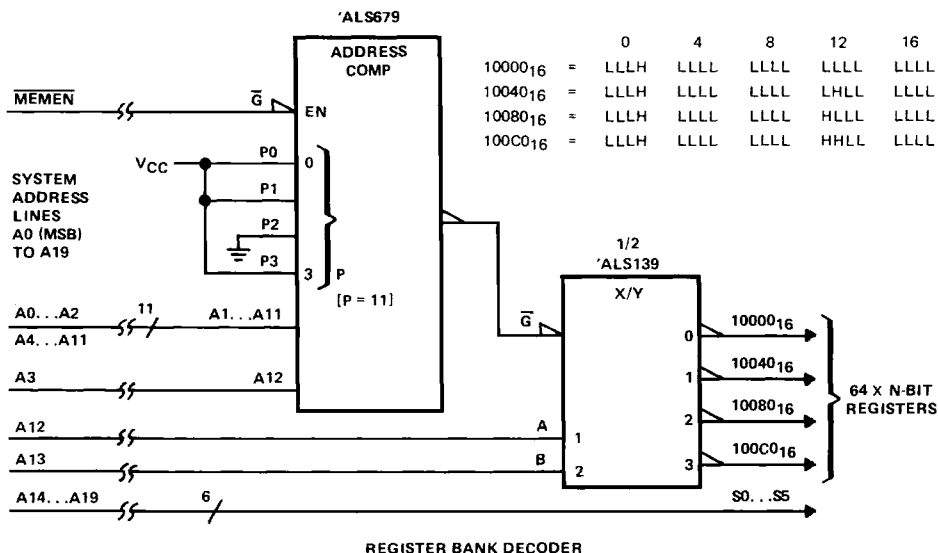 'ALS679
ADDRESS
COMP
MEMEN
G
EN
VCC
P0
0
P1
P2
P3
3
P
[P = 11]
SYSTEM
ADDRESS
LINES
A0 (MSB)
TO A19
A0...A2
11
A1...A11
A4...A11
A3
A12
A12
A
1
A13
B
2
A14...A19
6
S0...S5
0 4 8 12 16
10000₁₆ = LLLH LLLL LLLL LLLL LLLL
10040₁₆ = LLLH LLLL LLLL LHLL LLLL
10080₁₆ = LLLH LLLL LLLL HLLL LLLL
100C0₁₆ = LLLH LLLL LLLL HHLL LLLL
1/2
'ALS139
X/Y
G
0
10000₁₆
1
10040₁₆
2
10080₁₆
3
100C0₁₆
64 X N-BIT
REGISTERS
REGISTER BANK DECODER